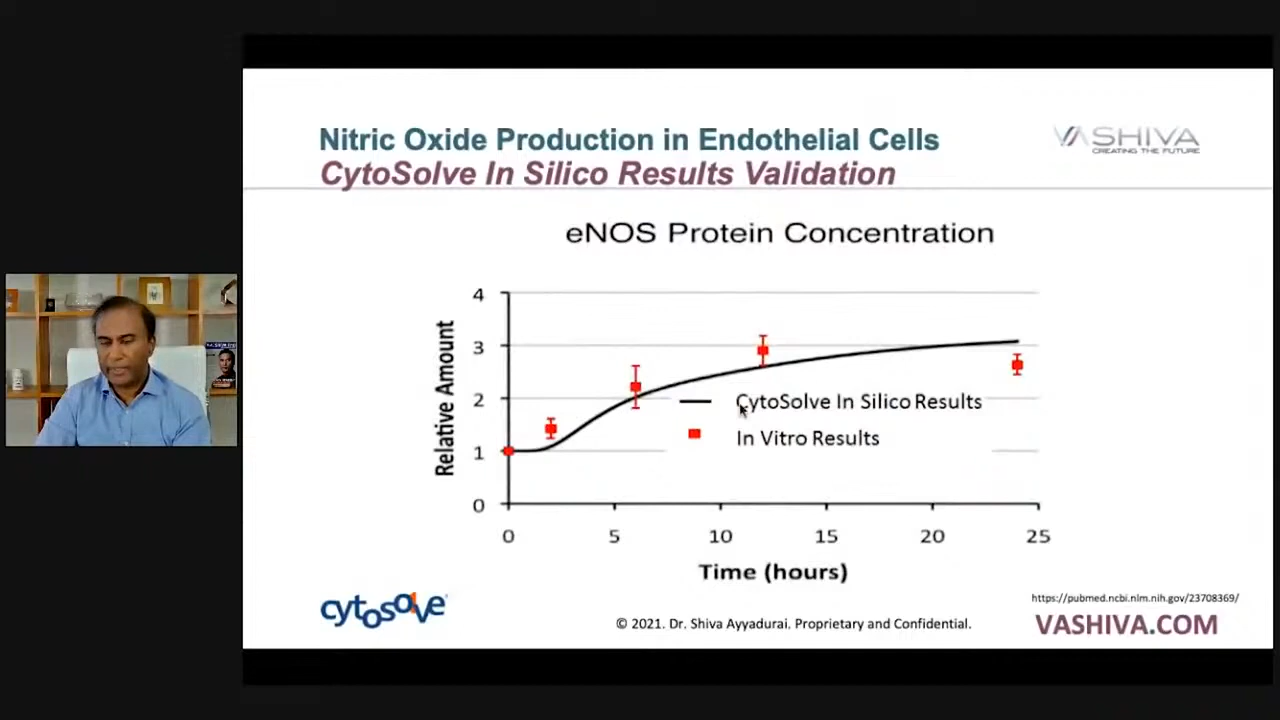 Nitric Oxide Production in Endothelial Cells
CytoSolve In Silico Results Validation
VASHIVA
CREATING THE FUTURE
eNOS Protein Concentration
Relative Amount
4
3
2
1
0
CytoSolve In Silico Results
In Vitro Results
0 5 10 15 20 25
Time (hours)
cytosolve
© 2021. Dr. Shiva Ayyadurai. Proprietary and Confidential.
https://pubmed.ncbi.nlm.nih.gov/23708369/
VASHIVA.COM